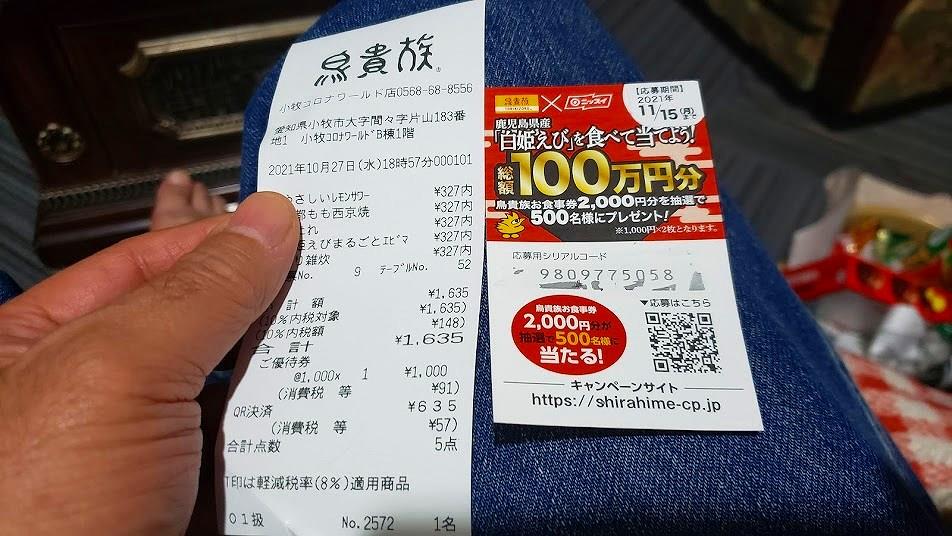 鳥貴族
小牧コロナワールド店0568-68-8556
愛知県小牧市大字間々字片山183番
地1 小牧コロナワールドB棟1階
2021年10月27日(水)18時57分000101
さしいレモンサワー ¥327内
もも西京焼 ¥327内
れ ¥327内
えびまるごとエビマ ¥327内
雑炊 ¥327内
No. 9 テーブルNo. 52
計 額 ¥1,635
10%内税対象 ¥1,635)
10%内税額 ¥148)
合 計 ¥1,635
ご優待券
@1,000× 1 ¥1,000
(消費税 等 ¥91)
QR決済 ¥635
(消費税 等 ¥57)
合計点数 5点
印は軽減税率(8%)適用商品
01扱 No.2572 1名
鳥貴族 × ニッスイ
【応募期間】
2021年
11/15(月)まで
鹿児島県産
「白姫えび」を食べて当てよう!
総額100万円分
鳥貴族お食事券2,000円分を抽選で
500名様にプレゼント!
※1,000円×2枚となります。
応募用シリアルコード
9809775058
鳥貴族お食事券
2,000円分が
抽選で500名様に
当たる!
▼応募はこちら
キャンペーンサイト
https://shirahime-cp.jp